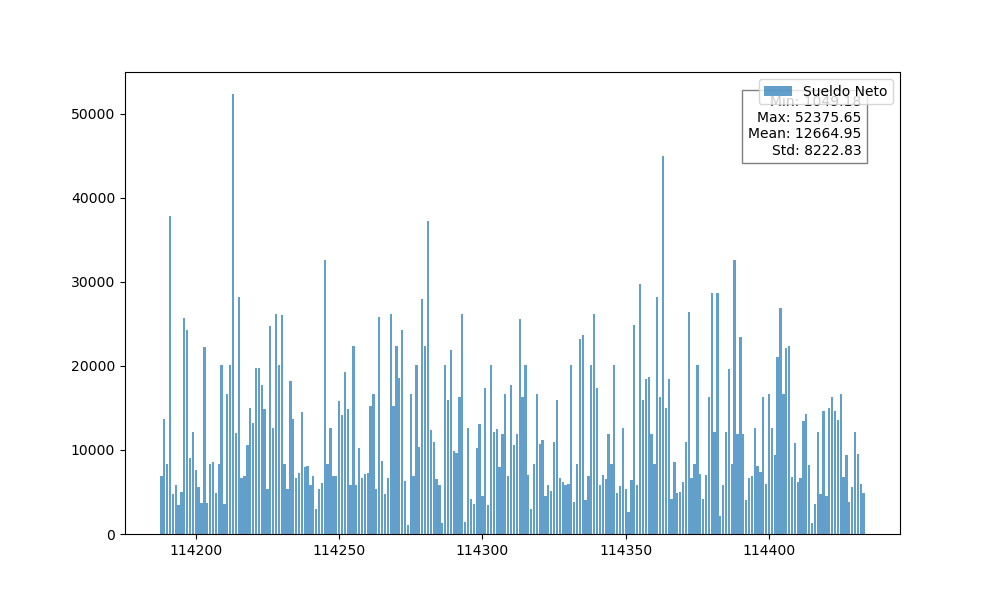 Sueldo Neto
Min: 1049.18
Max: 52375.65
Mean: 12664.95
Std: 8222.83
50000
40000
30000
20000
10000
0
114200 114250 114300 114350 114400